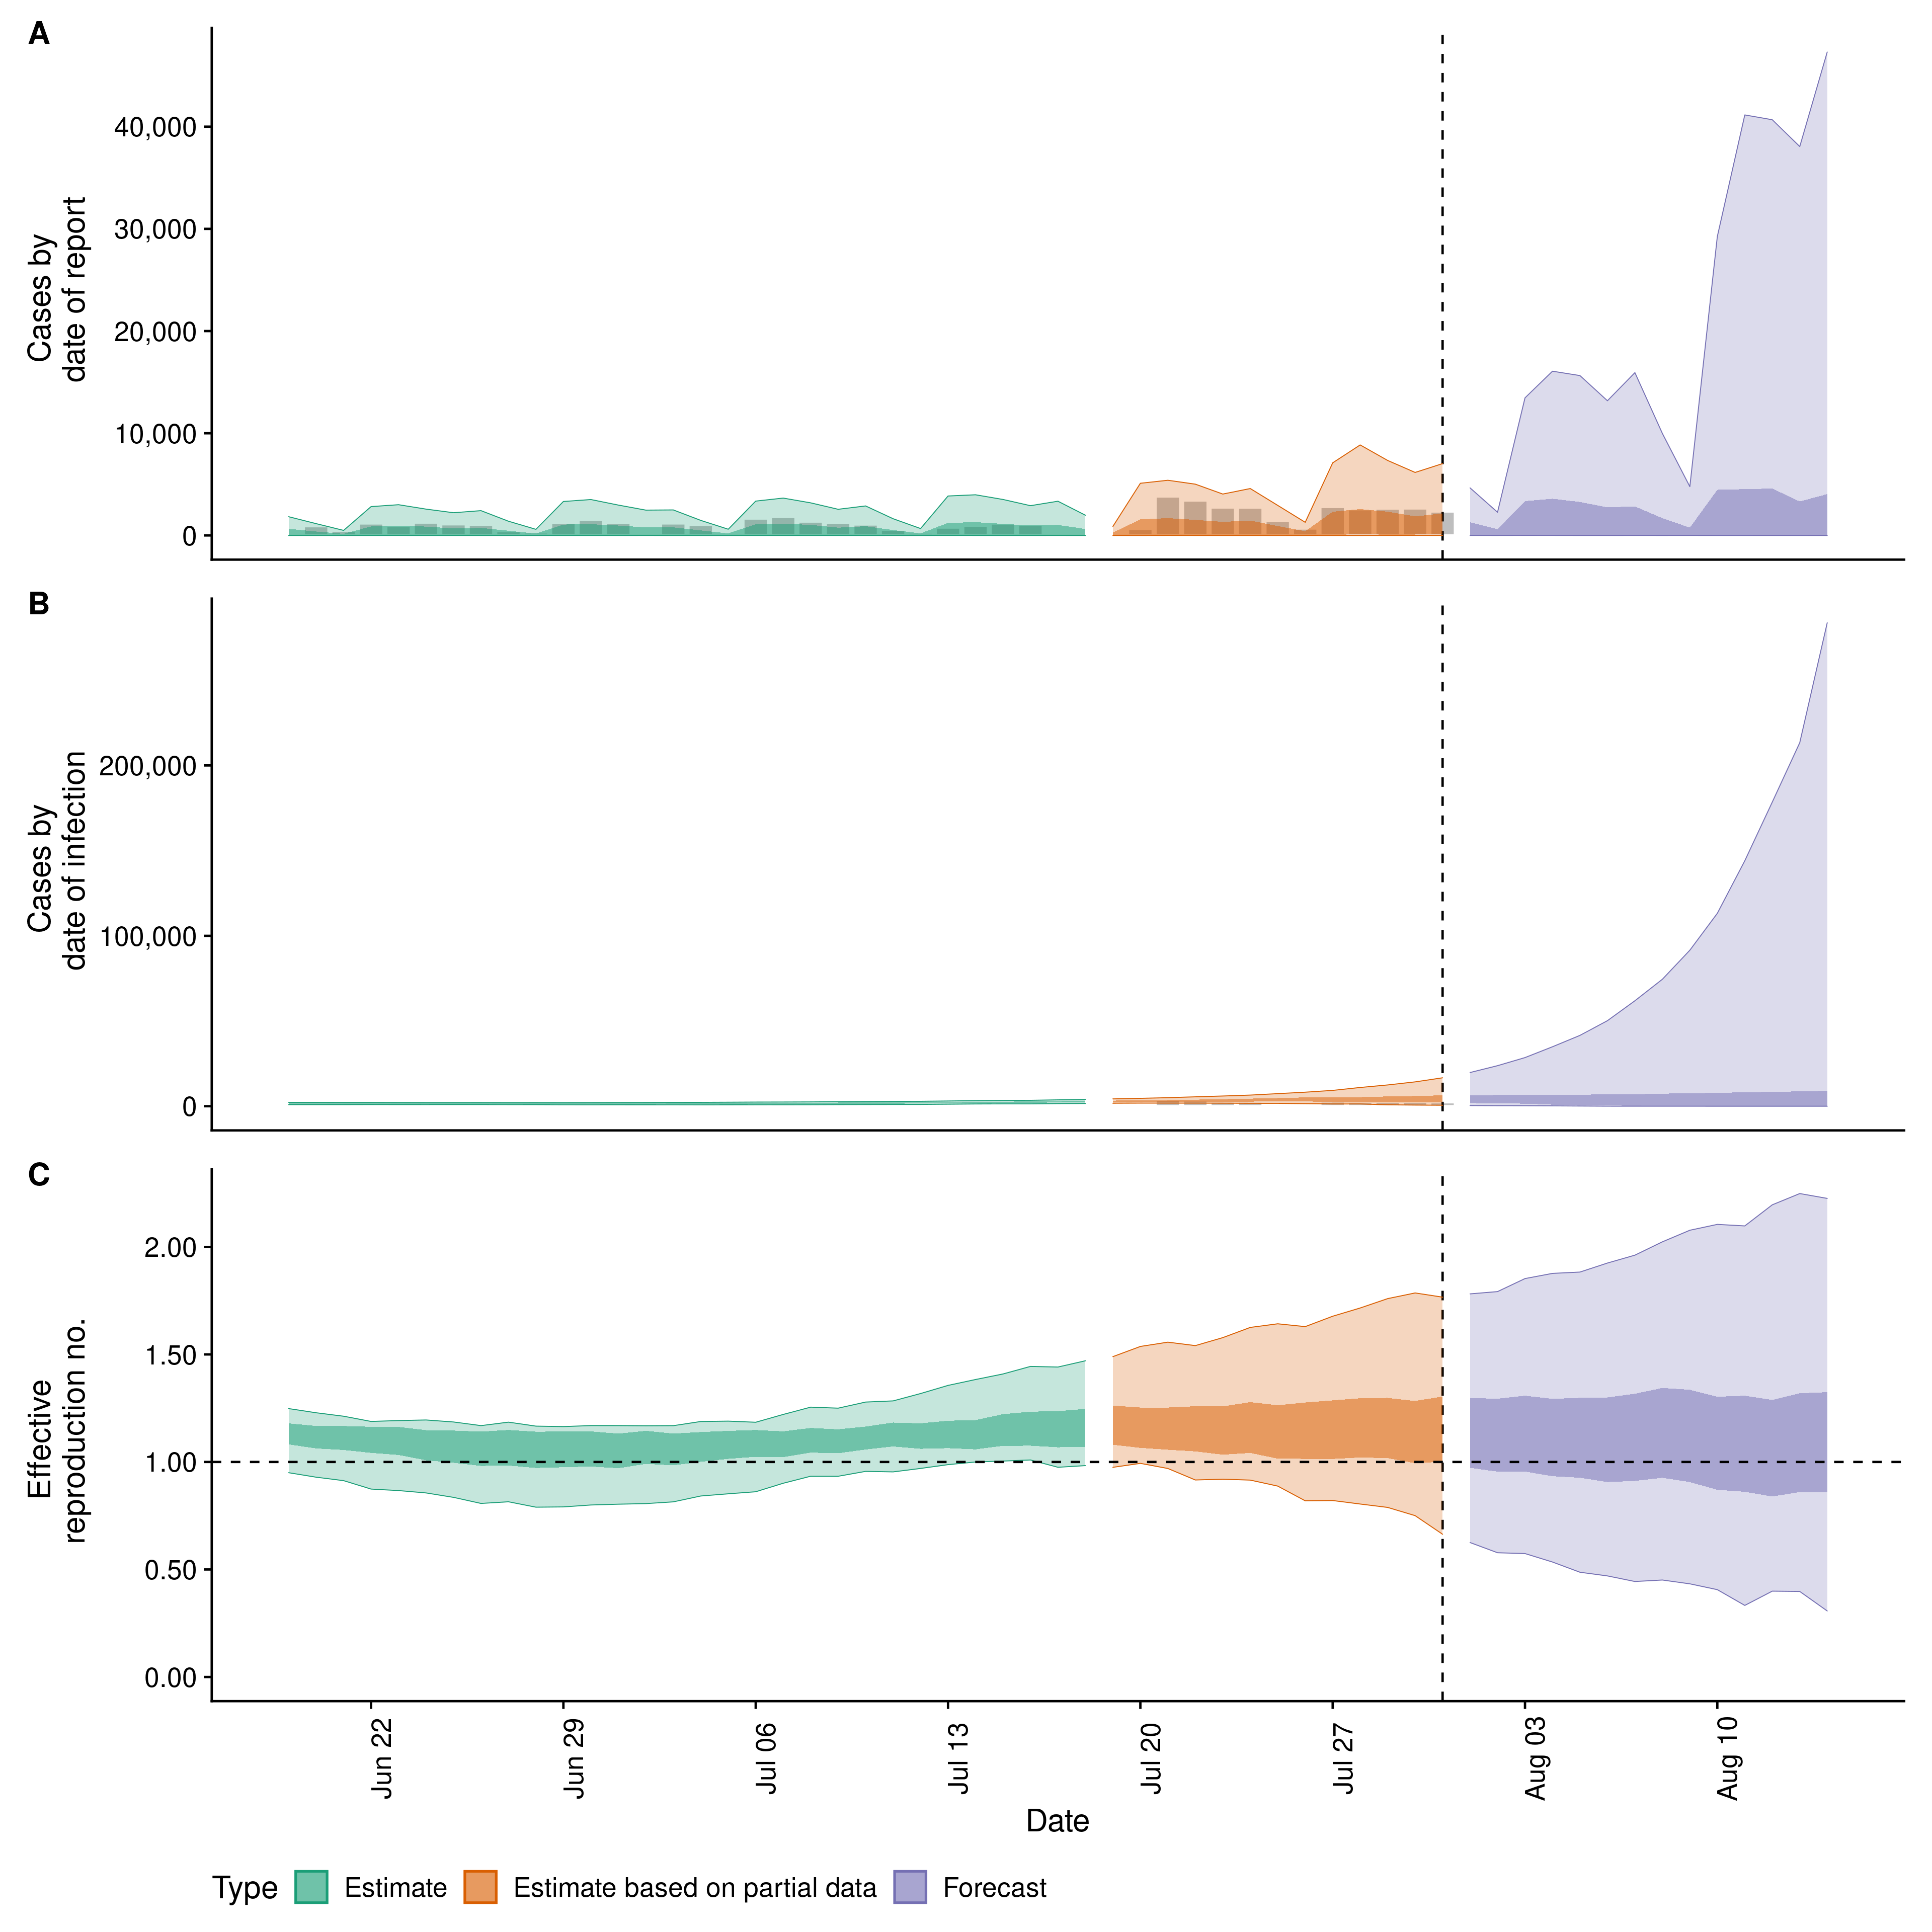 A
Cases by
date of report
40,000
30,000
20,000
10,000
0
B
Cases by
date of infection
200,000
100,000
0
C
Effective
reproduction no.
2.00
1.50
1.00
0.50
0.00
Jun 22
Jun 29
Jul 06
Jul 13
Jul 20
Jul 27
Aug 03
Aug 10
Date
Type
Estimate
Estimate based on partial data
Forecast